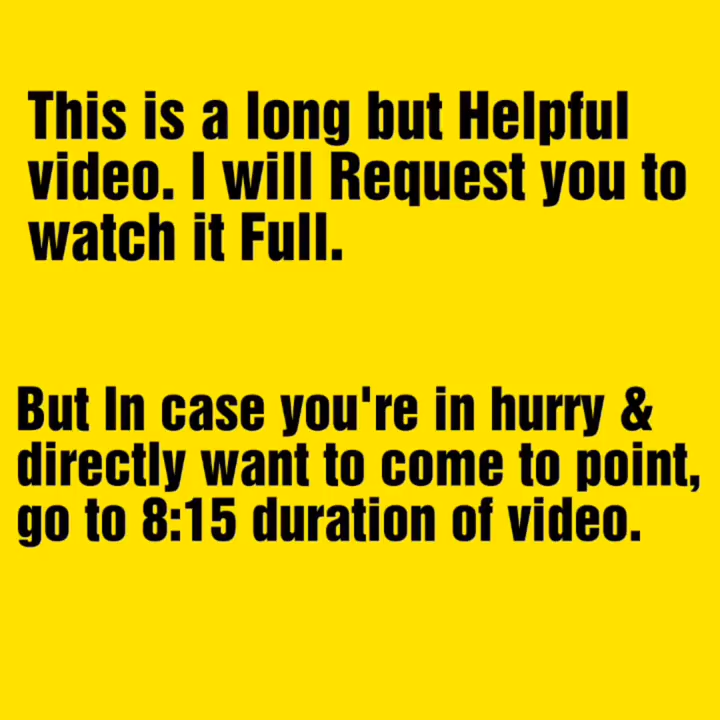 This is a long but Helpful
video. I will Request you to
watch it Full.
But In case you're in hurry &
directly want to come to point,
go to 8:15 duration of video.